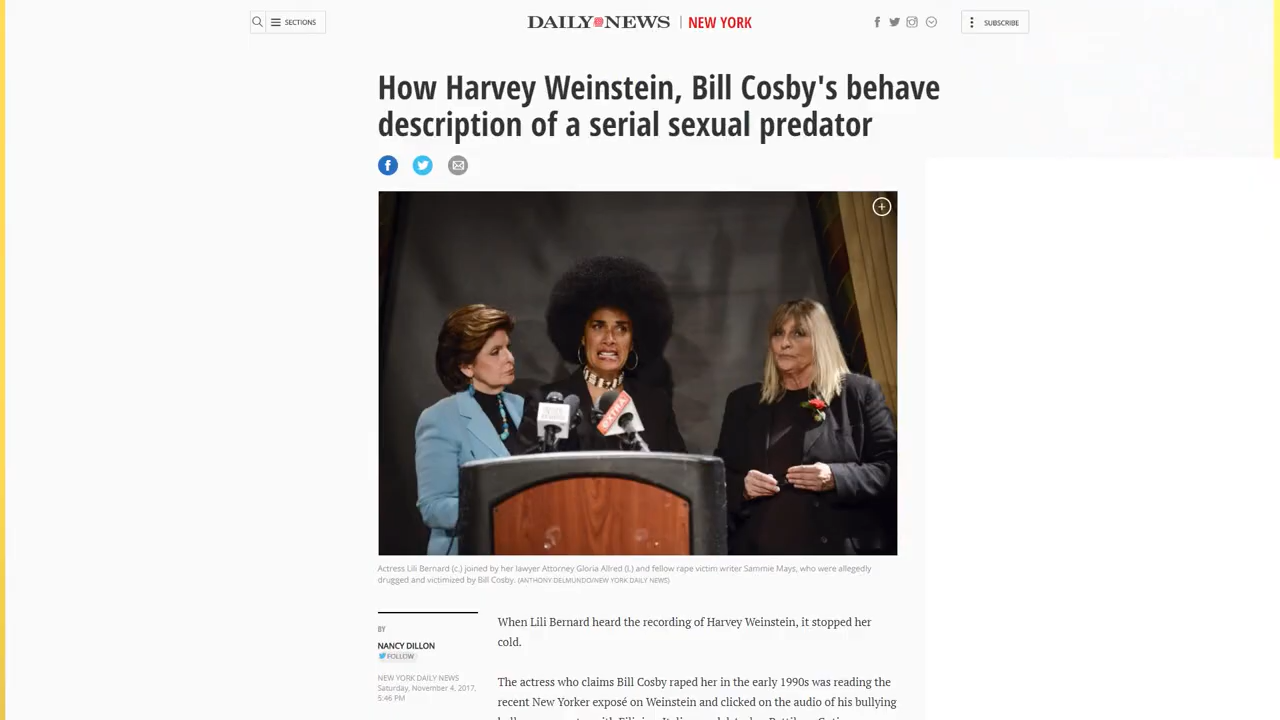 SECTIONS
DAILY NEWS | NEW YORK
SUBSCRIBE
How Harvey Weinstein, Bill Cosby's behave
description of a serial sexual predator
EXTRA
Actress Lili Bernard (c,) joined by her lawyer Attorney Gloria Allred (l,) and fellow rape victim writer Sammie Mays, who were allegedly
drugged and victimized by Bill Cosby. (ANTHONY DELMUNDO/NEW YORK DAILY NEWS)
BY
NANCY DILLON
FOLLOW
NEW YORK DAILY NEWS
Saturday, November 4, 2017,
5:46 PM
When Lili Bernard heard the recording of Harvey Weinstein, it stopped her
cold.
The actress who claims Bill Cosby raped her in the early 1990s was reading the
recent New Yorker exposé on Weinstein and clicked on the audio of his bullying